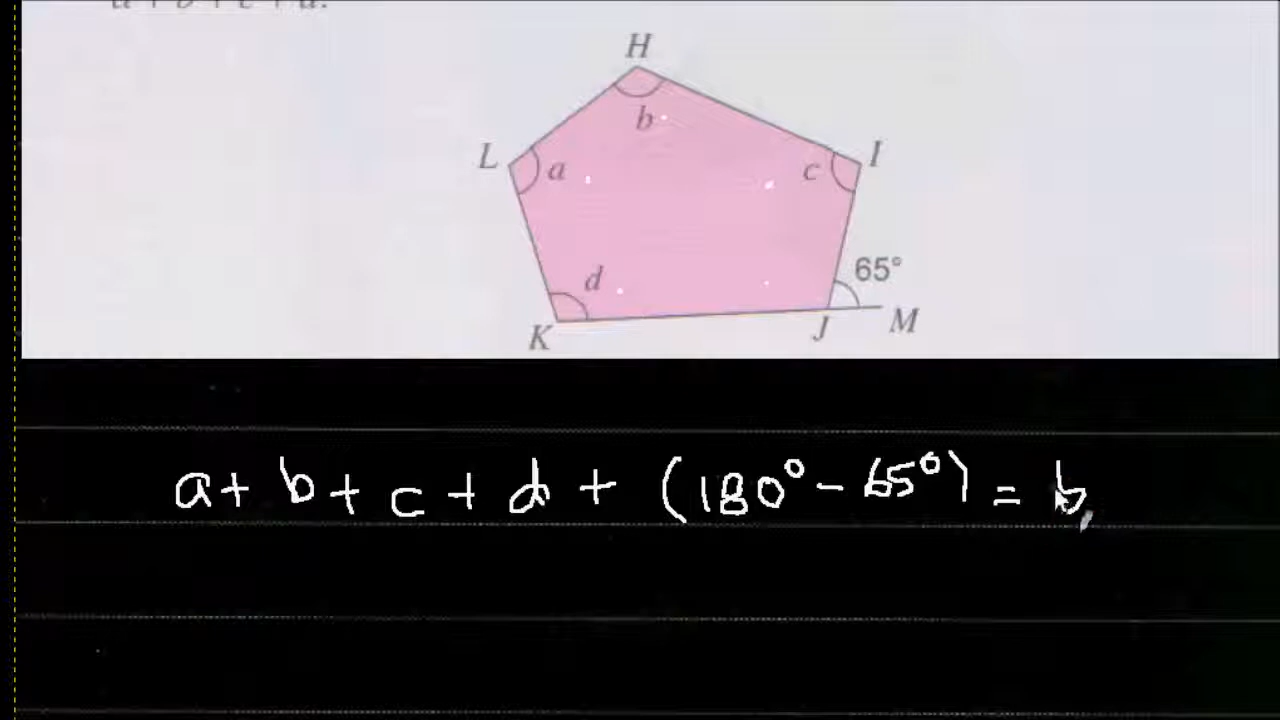 a + b + c + d.
H
b
L
a
c
I
d
65°
K
J
M
a + b + c + d + (180° - 65°) =